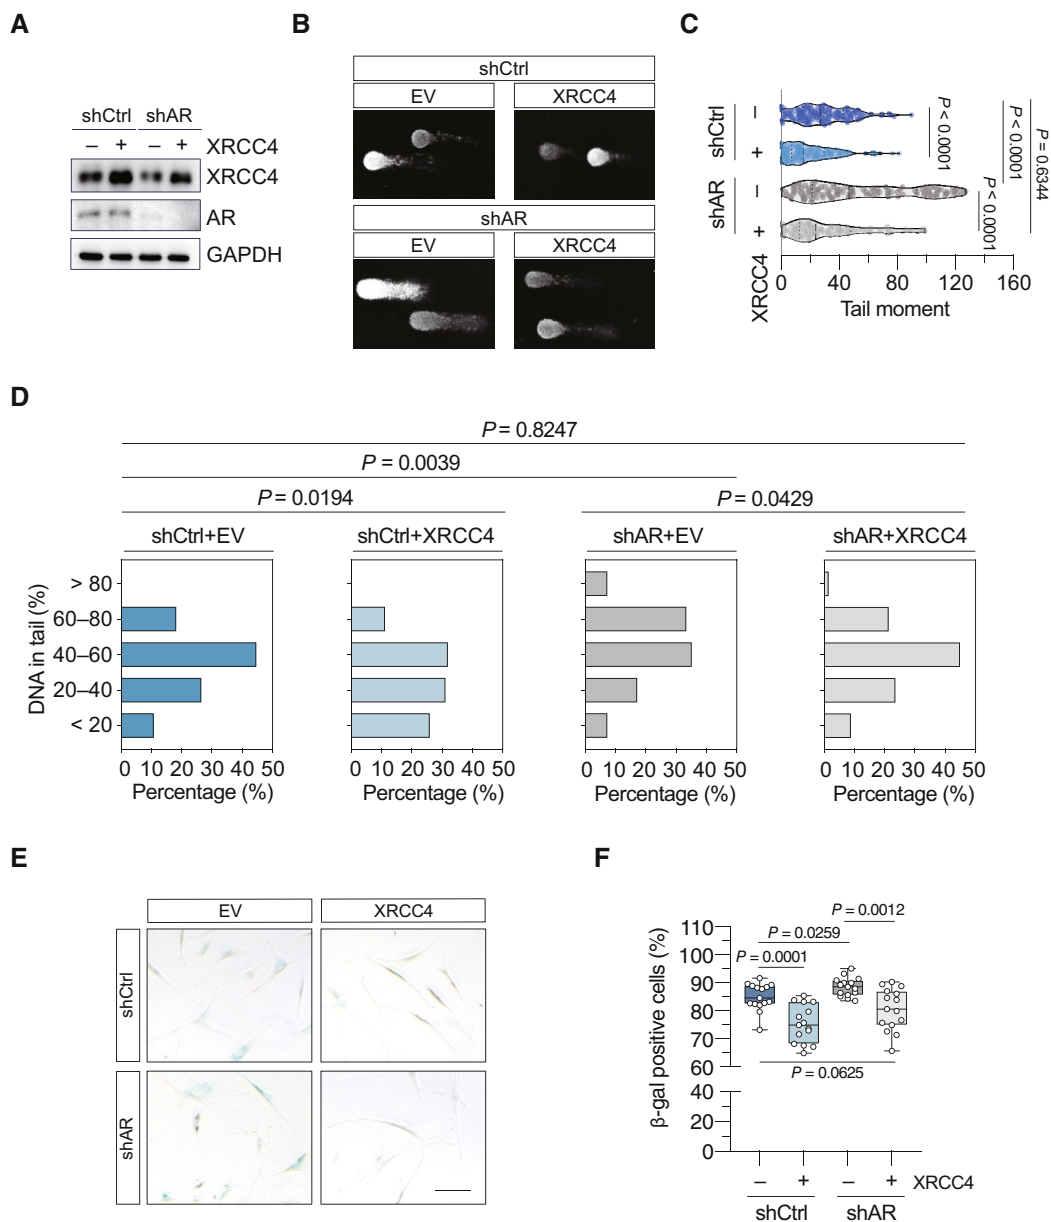 A
shCtrl shAR
– + – + XRCC4
XRCC4
AR
GAPDH
B
shCtrl
EV XRCC4
shAR
EV XRCC4
C
shCtrl – +
shAR – +
XRCC4
P < 0.0001
P < 0.0001
P < 0.0001
P = 0.6344
0 40 80 120 160
Tail moment
D
P = 0.8247
P = 0.0039
P = 0.0194 P = 0.0429
shCtrl+EV shCtrl+XRCC4 shAR+EV shAR+XRCC4
DNA in tail (%)
> 80
60–80
40–60
20–40
< 20
0 10 20 30 40 50 0 10 20 30 40 50 0 10 20 30 40 50 0 10 20 30 40 50
Percentage (%) Percentage (%) Percentage (%) Percentage (%)
E
EV XRCC4
shCtrl
shAR
F
β-gal positive cells (%)
P = 0.0012
P = 0.0259
P = 0.0001
P = 0.0625
110
100
90
80
70
60
40
20
0
– + – + XRCC4
shCtrl shAR